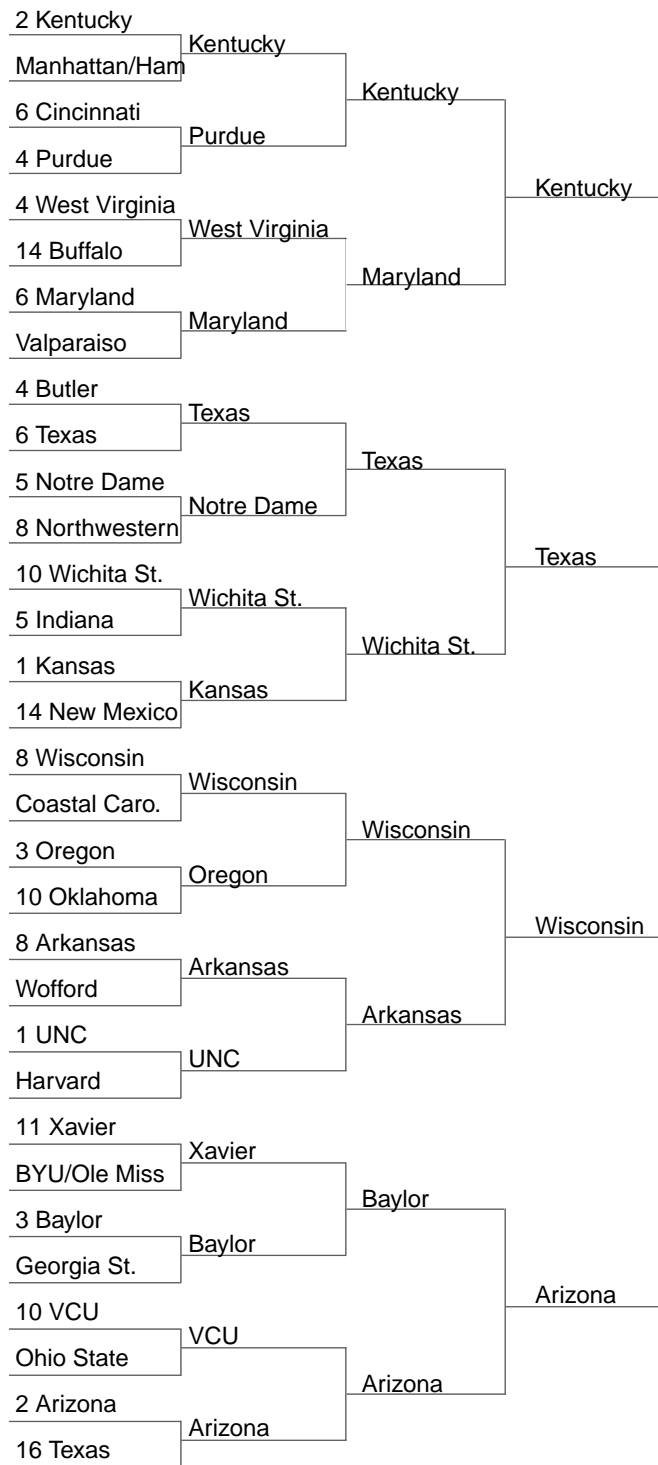 2 Kentucky
Manhattan/Ham
6 Cincinnati
4 Purdue
4 West Virginia
14 Buffalo
6 Maryland
Valparaiso
4 Butler
6 Texas
5 Notre Dame
8 Northwestern
10 Wichita St.
5 Indiana
1 Kansas
14 New Mexico
8 Wisconsin
Coastal Caro.
3 Oregon
10 Oklahoma
8 Arkansas
Wofford
1 UNC
Harvard
11 Xavier
BYU/Ole Miss
3 Baylor
Georgia St.
10 VCU
Ohio State
2 Arizona
16 Texas
Kentucky
Purdue
West Virginia
Maryland
Texas
Notre Dame
Wichita St.
Kansas
Wisconsin
Oregon
Arkansas
UNC
Xavier
Baylor
VCU
Arizona
Kentucky
Maryland
Texas
Wichita St.
Wisconsin
Arkansas
Baylor
Arizona
Kentucky
Texas
Wisconsin
Arizona